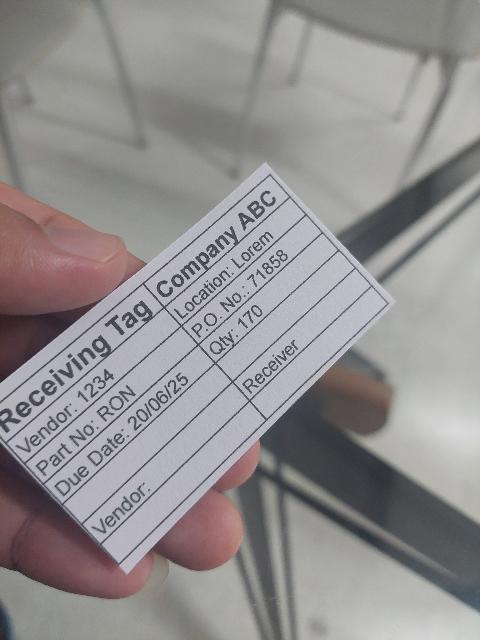 Receiving Tag Company ABC
Vendor: 1234 Location: Lorem
Part No: RON P.O. No.: 71858
Due Date: 20/06/25 Qty: 170
Vendor: Receiver